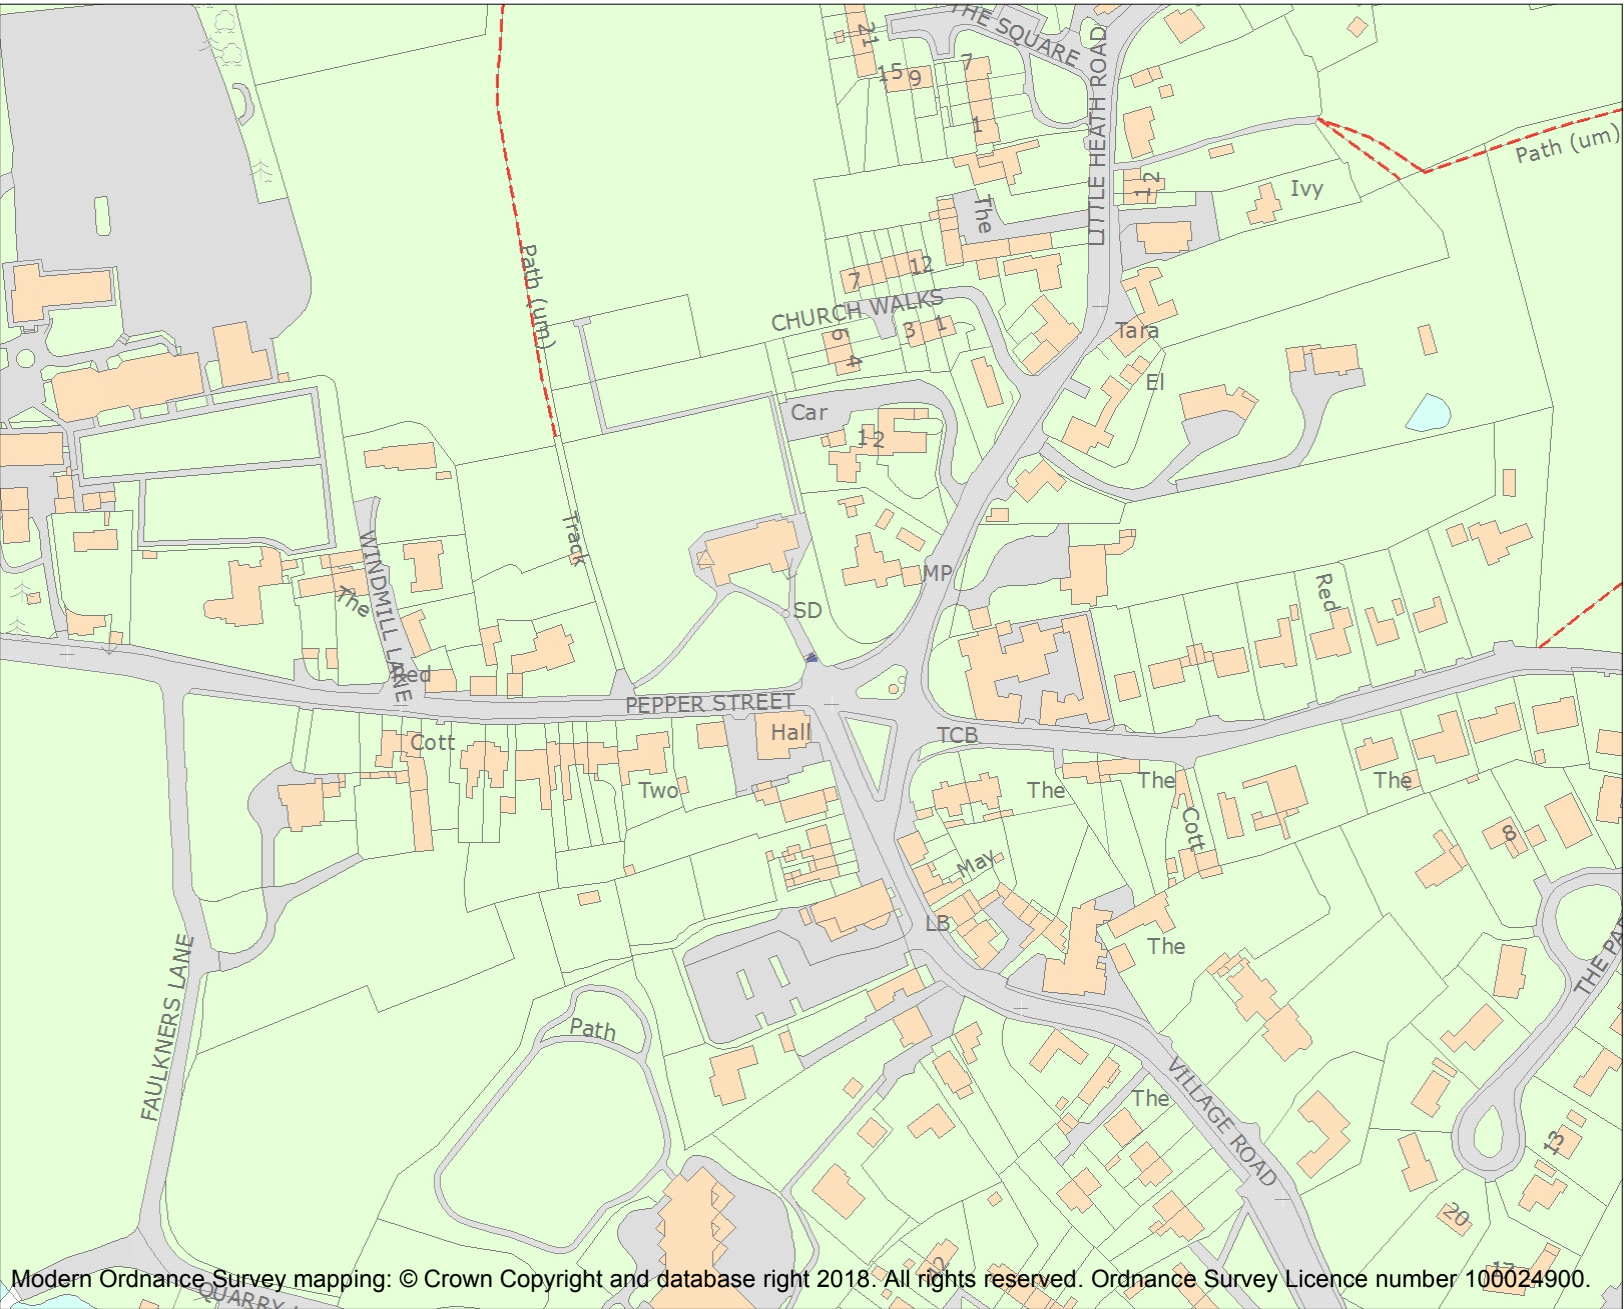 THE SQUARE
21
15
9
7
1
LITTLE HEATH ROAD
Path (um)
12
Ivy
The
Path (um)
7
12
CHURCH WALKS
5
4
3
1
Tara
El
Car
12
Track
WINDMILL LANE
The
MP
Red
SD
Red
PEPPER STREET
Hall
TCB
Cott
Two
The
The
The
Cott
8
May
LB
The
FAULKNERS LANE
Path
THE PA
VILLAGE ROAD
The
13
20
12
17
QUARRY
Modern Ordnance Survey mapping: © Crown Copyright and database right 2018. All rights reserved. Ordnance Survey Licence number 100024900.